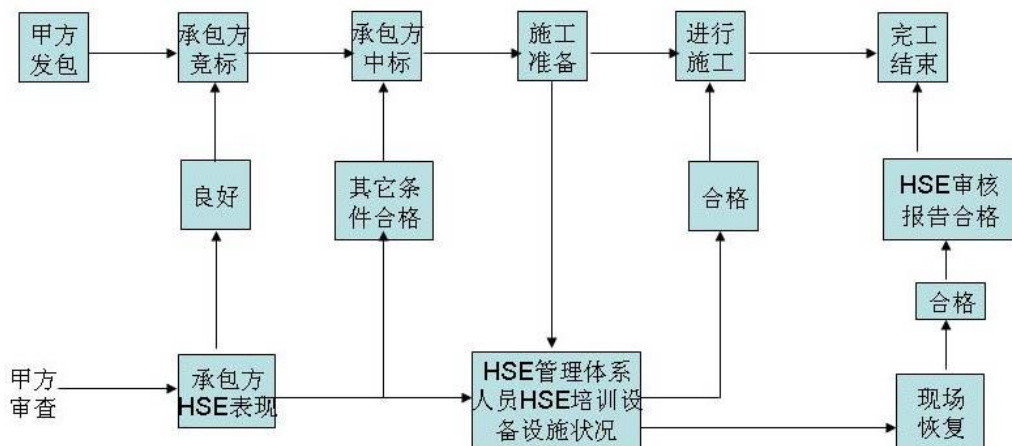 甲方
发包
承包方
竞标
承包方
中标
施工
准备
进行
施工
完工
结束
良好
其它条
件合格
合格
HSE审核
报告合格
合格
甲方
审查
承包方
HSE表现
HSE管理体系
人员HSE培训设
备设施状况
现场
恢复